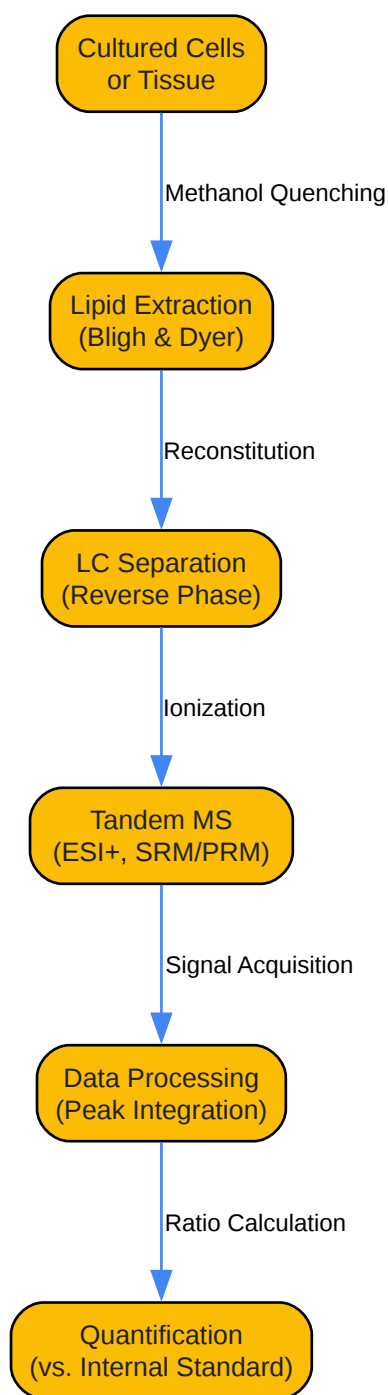 Cultured Cells
or Tissue
Methanol Quenching
Lipid Extraction
(Bligh & Dyer)
Reconstitution
LC Separation
(Reverse Phase)
Ionization
Tandem MS
(ESI+, SRM/PRM)
Signal Acquisition
Data Processing
(Peak Integration)
Ratio Calculation
Quantification
(vs. Internal Standard)